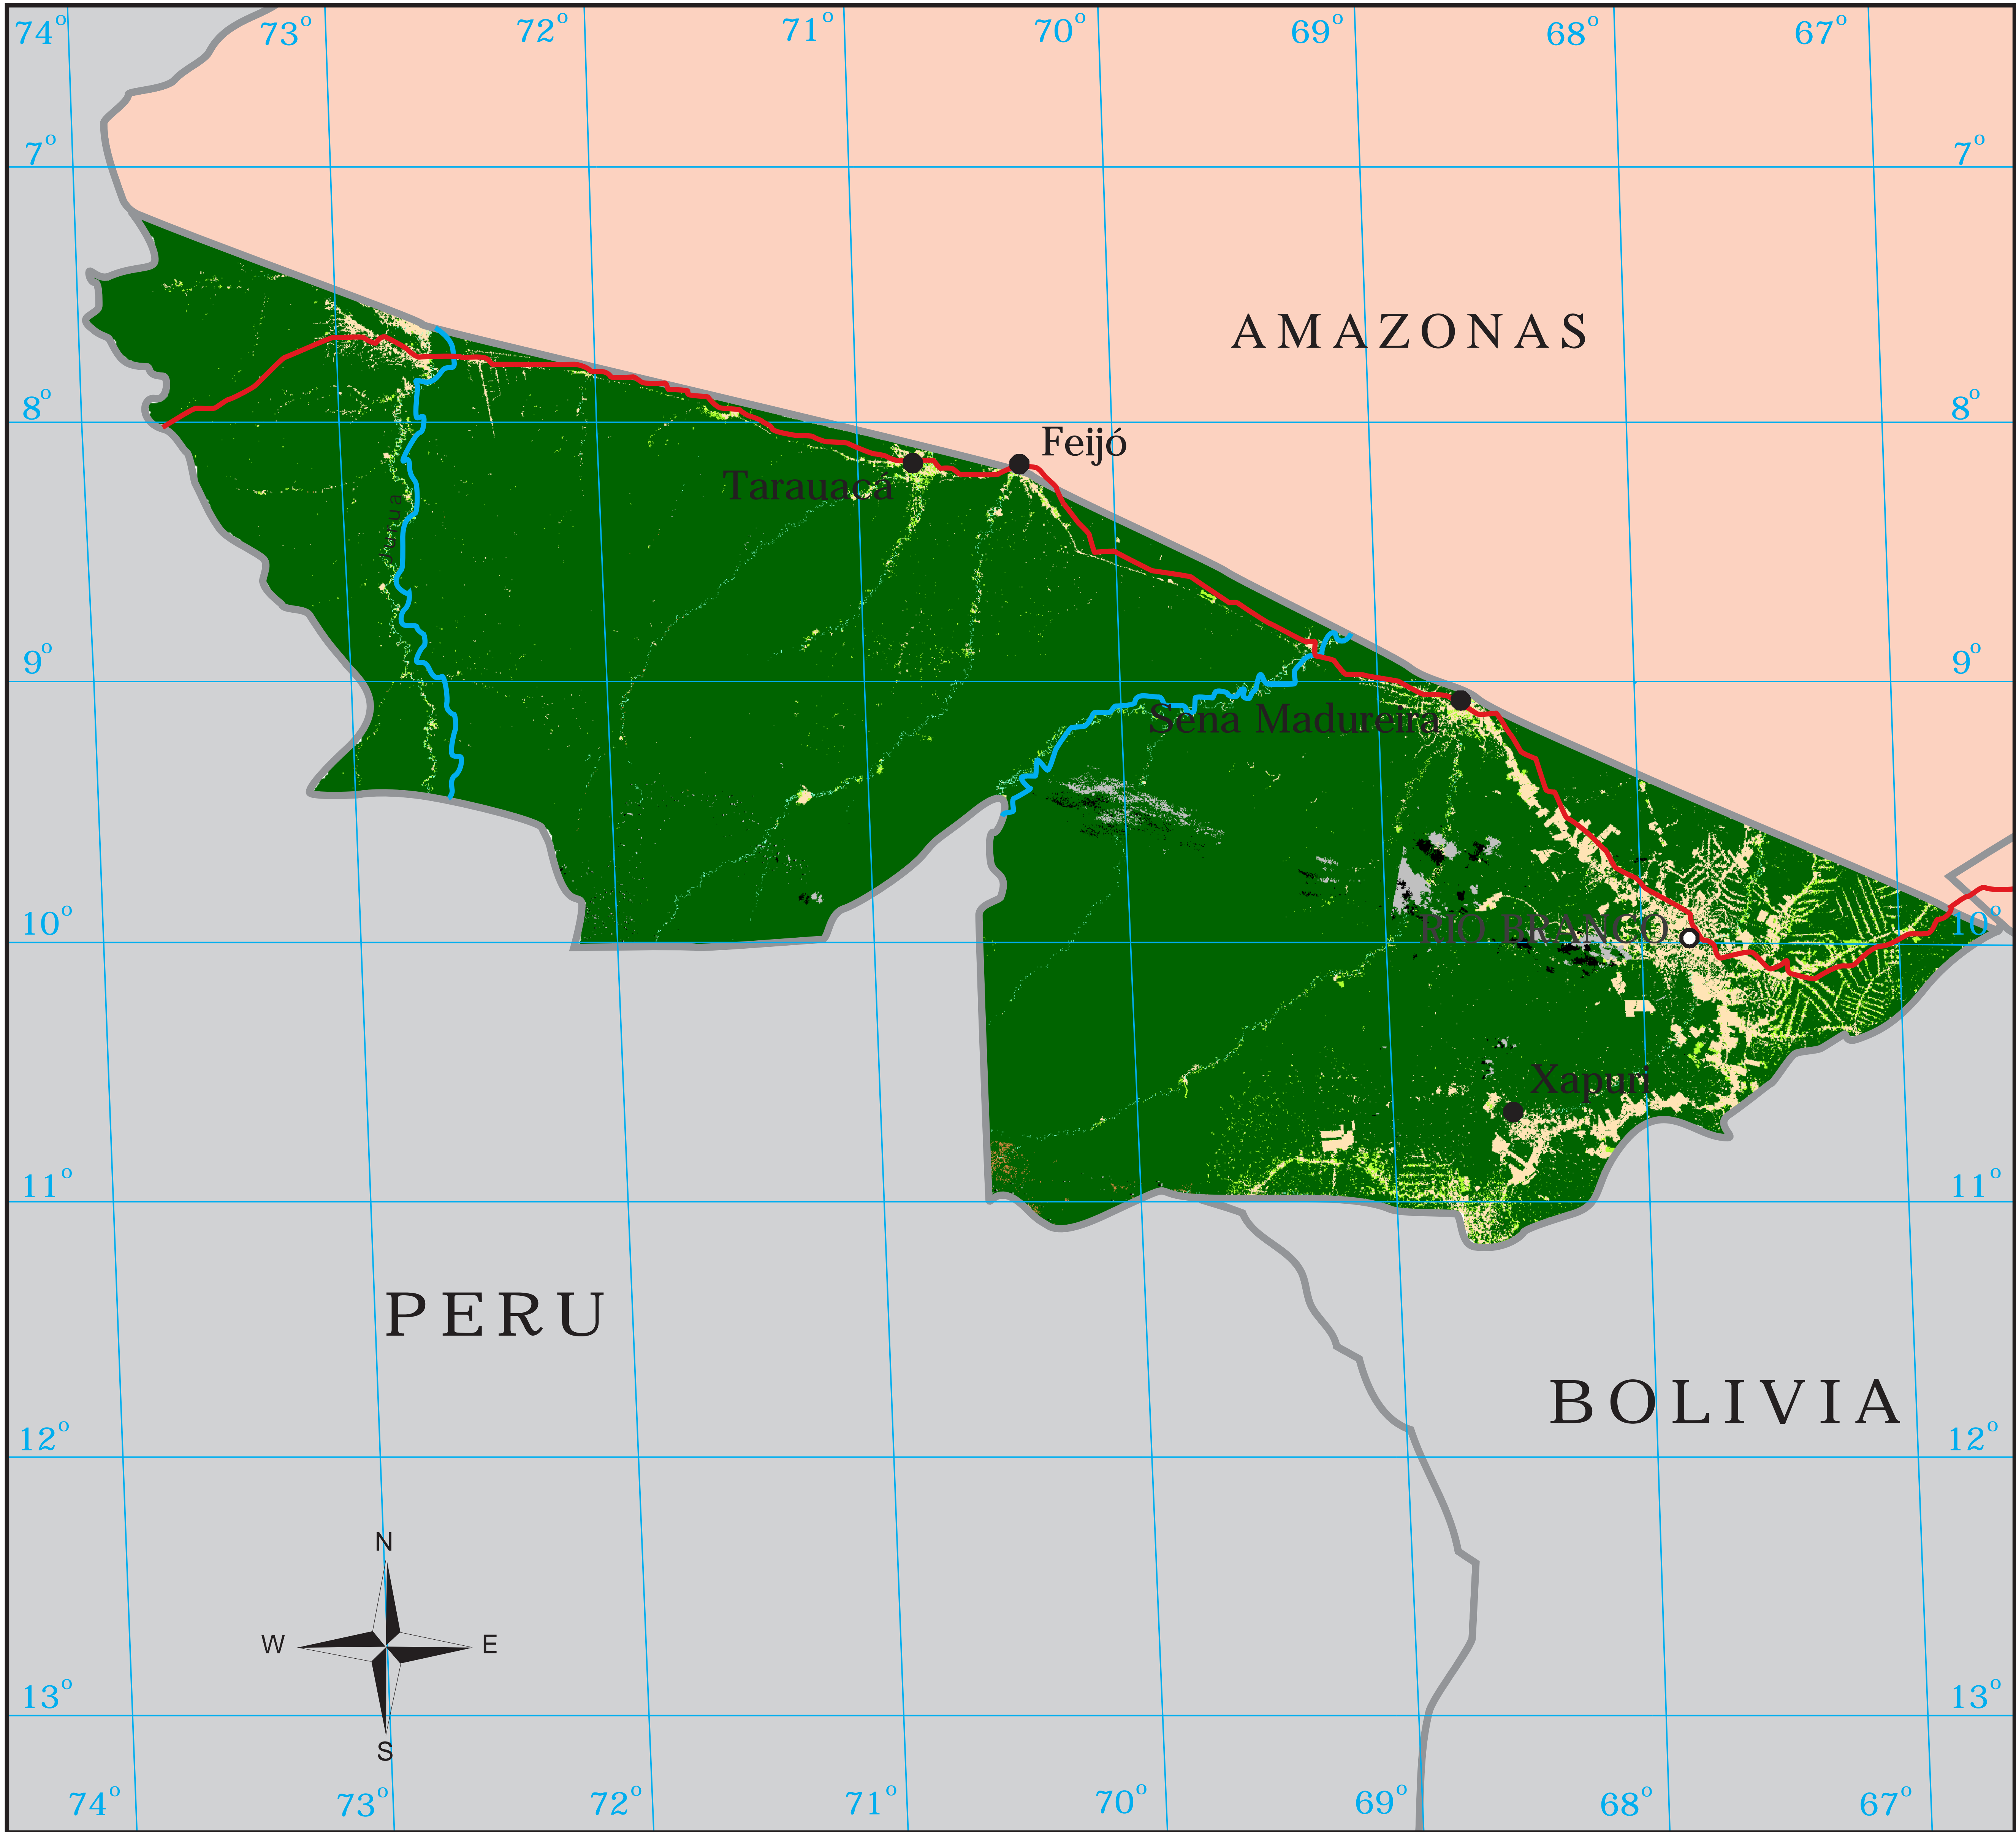 74° 73° 72° 71° 70° 69° 68° 67°
7° 7°
AMAZONAS
8° 8°
Feijó
Tarauacá
Juruá
9° 9°
Sena Madureira
10° RIO BRANCO 10°
Xapuri
11° 11°
PERU
BOLIVIA
12° 12°
N
W E
S
13° 13°
74° 73° 72° 71° 70° 69° 68° 67°